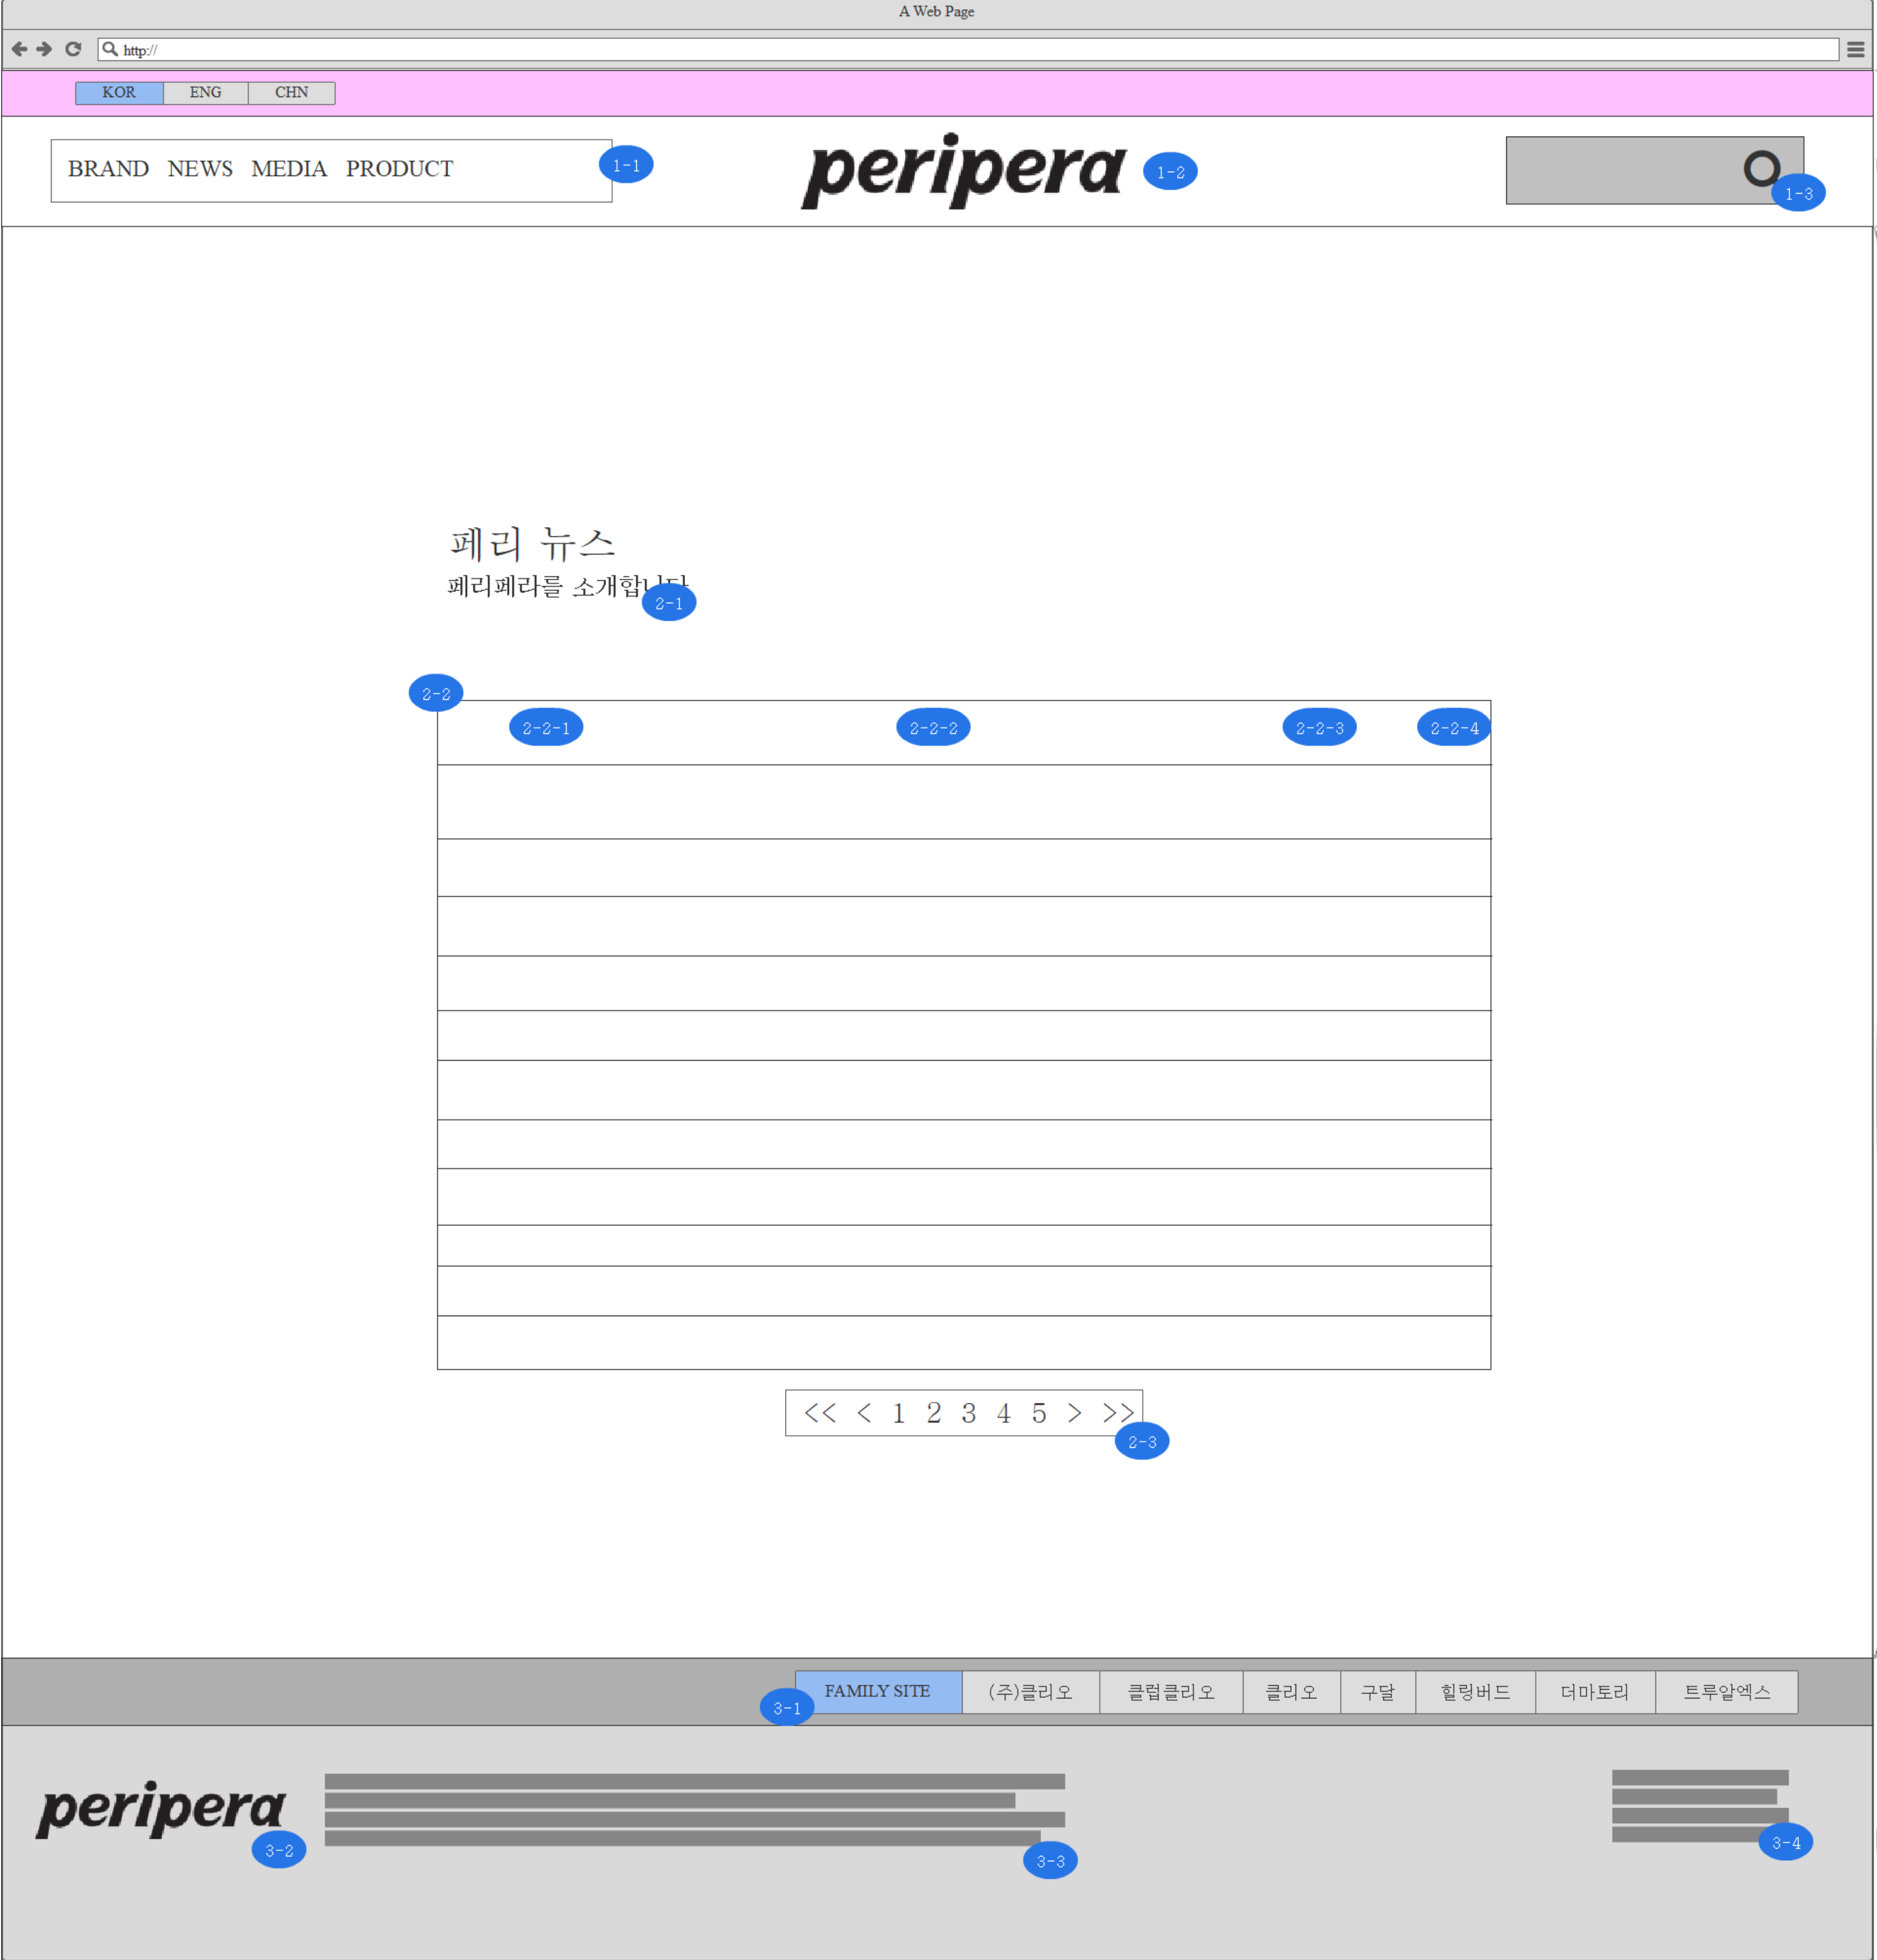 A Web Page
http://
KOR ENG CHN
BRAND NEWS MEDIA PRODUCT 1-1
peripera 1-2
1-3
페리 뉴스
페리페라를 소개합니다
2-1
2-2
2-2-1 2-2-2 2-2-3 2-2-4
<< < 1 2 3 4 5 > >>
2-3
3-1 FAMILY SITE (주)클리오 클럽클리오 클리오 구달 힐링버드 더마토리 트루알엑스
peripera
3-2
3-3
3-4